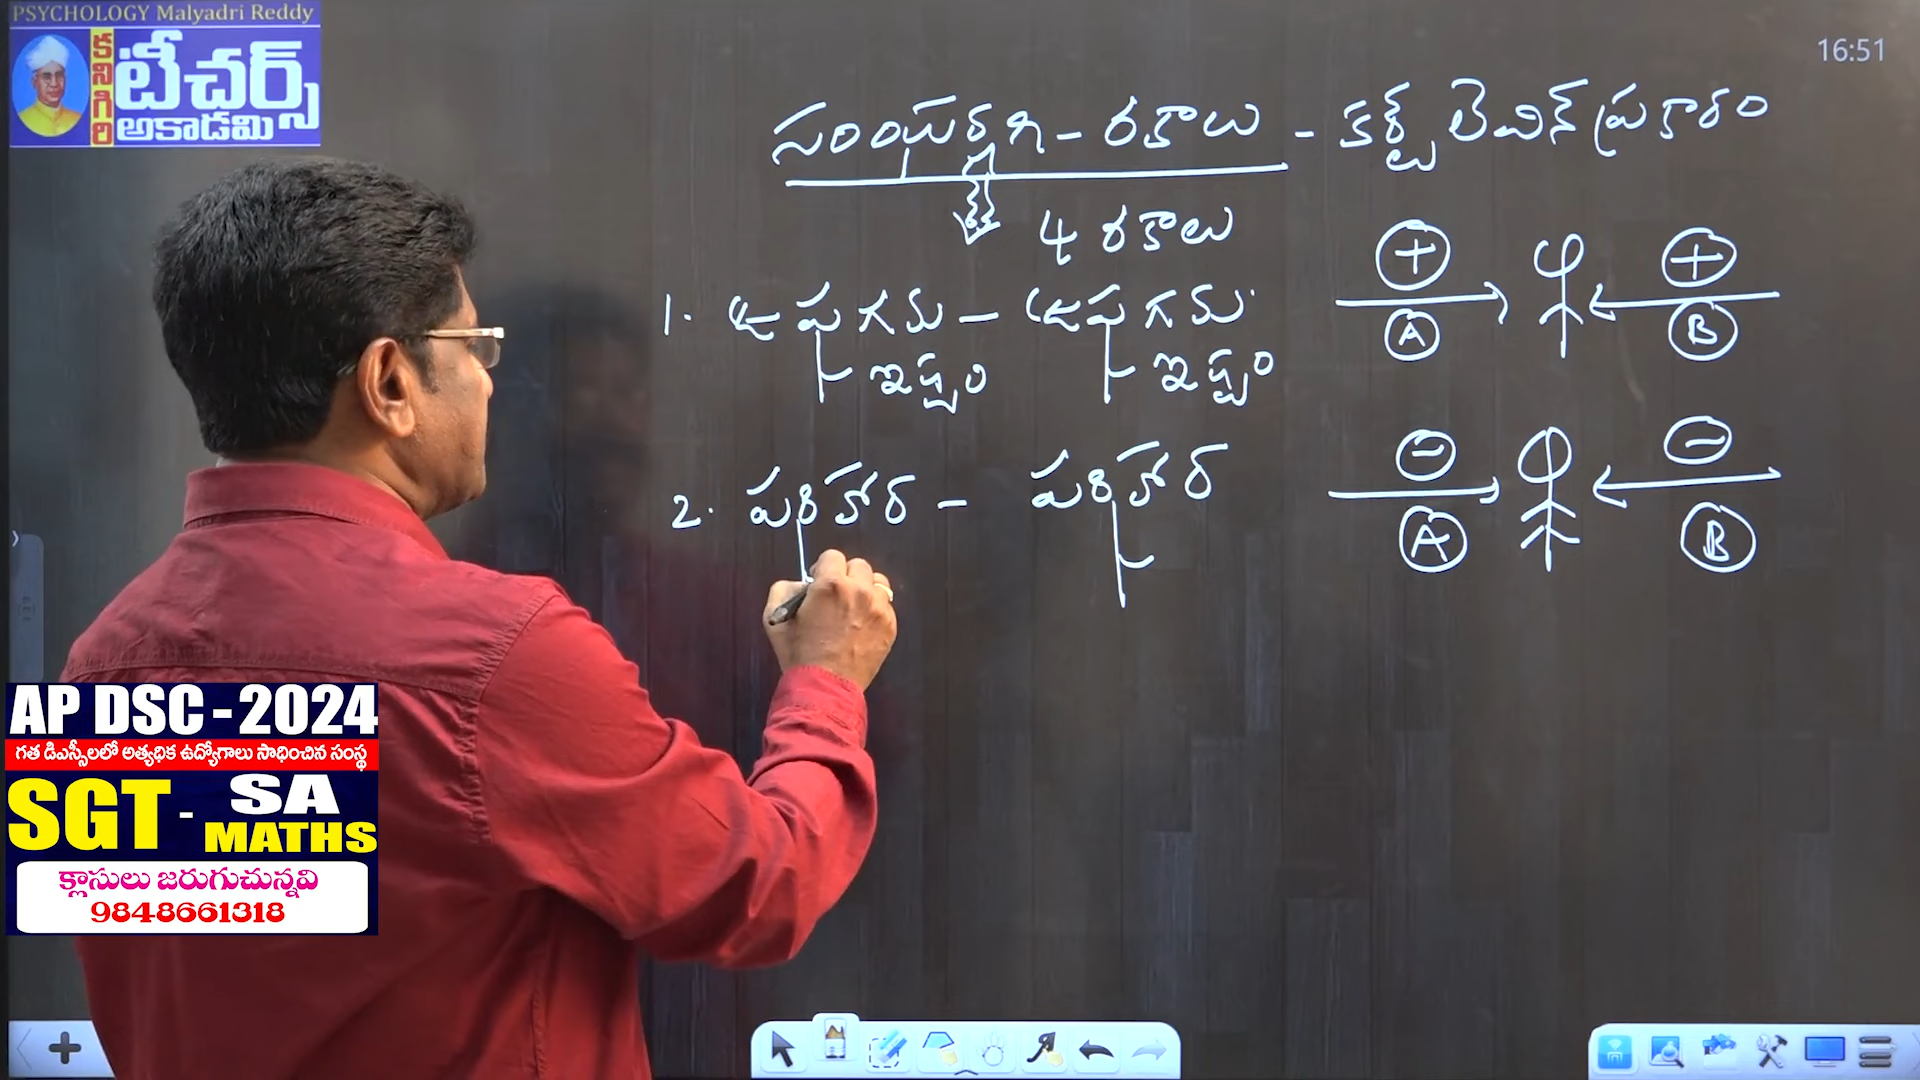 PSYCHOLOGY Malyadri Reddy
కనిగిరి
టీచర్స్
అకాడమి
16:51
సంఘర్షణ - రకాలు - కర్ట్ లెవిన్ ప్రకారం
4 రకాలు
1. ఉపగమ - ఉపగమ
ఇష్టం ఇష్టం
+ +
A B
2. పరిహార - పరిహార
- -
A B
AP DSC - 2024
గత డిఎస్సీలలో అత్యధిక ఉద్యోగాలు సాధించిన సంస్థ
SGT - SA MATHS
క్లాసులు జరుగుచున్నవి
9848661318